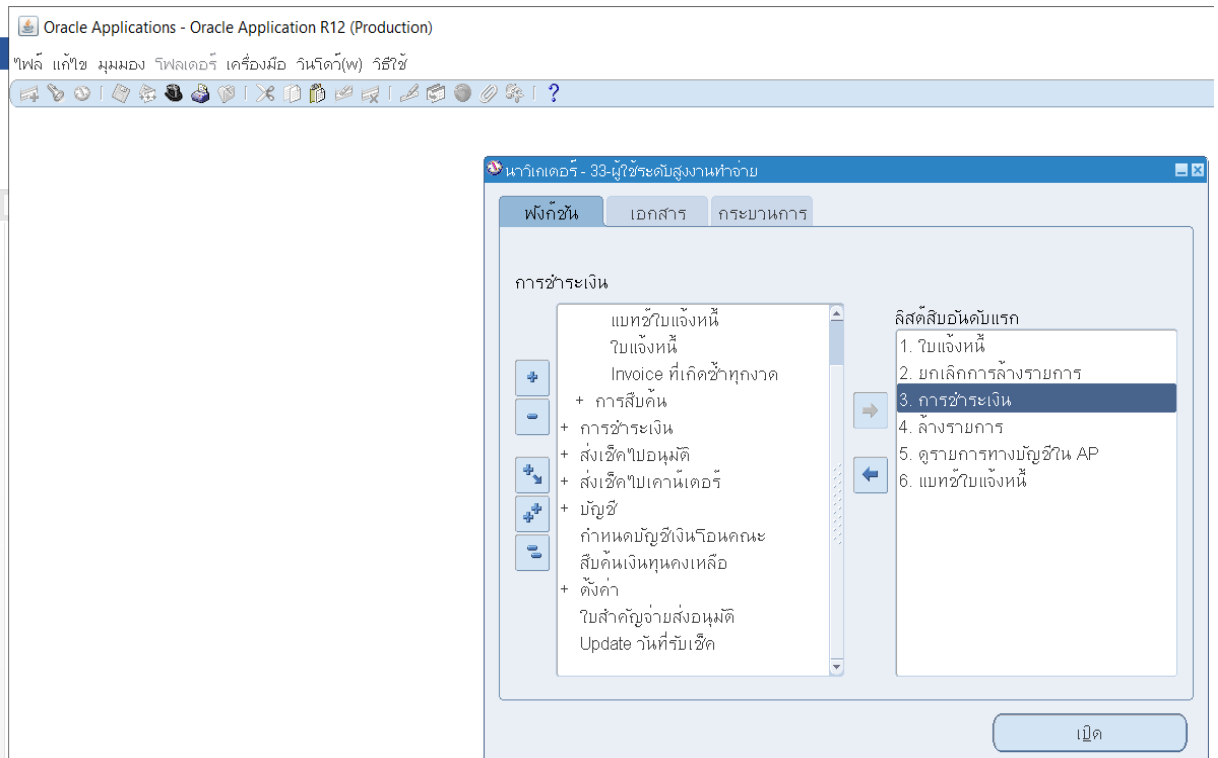 Oracle Applications - Oracle Application R12 (Production)
ไฟล์ แก้ไข มุมมอง โฟลเดอร์ เครื่องมือ วินโดว์(w) วิธีใช้
นาวิเกเตอร์ - 33-ผู้ใช้ระดับสูงงานทำจ่าย
ฟังก์ชัน เอกสาร กระบวนการ
การชำระเงิน
แบทช์ใบแจ้งหนี้
ใบแจ้งหนี้
Invoice ที่เกิดซ้ำทุกงวด
+ การสืบค้น
+ การชำระเงิน
+ ส่งเช็คไปอนุมัติ
+ ส่งเช็คไปเคาน์เตอร์
+ บัญชี
กำหนดบัญชีเงินโอนคณะ
สืบค้นเงินทุนคงเหลือ
+ ตั้งค่า
ใบสำคัญจ่ายส่งอนุมัติ
Update วันที่รับเช็ค
ลิสต์สิบอันดับแรก
1. ใบแจ้งหนี้
2. ยกเลิกการล้างรายการ
3. การชำระเงิน
4. ล้างรายการ
5. ดูรายการทางบัญชีใน AP
6. แบทช์ใบแจ้งหนี้
เปิด